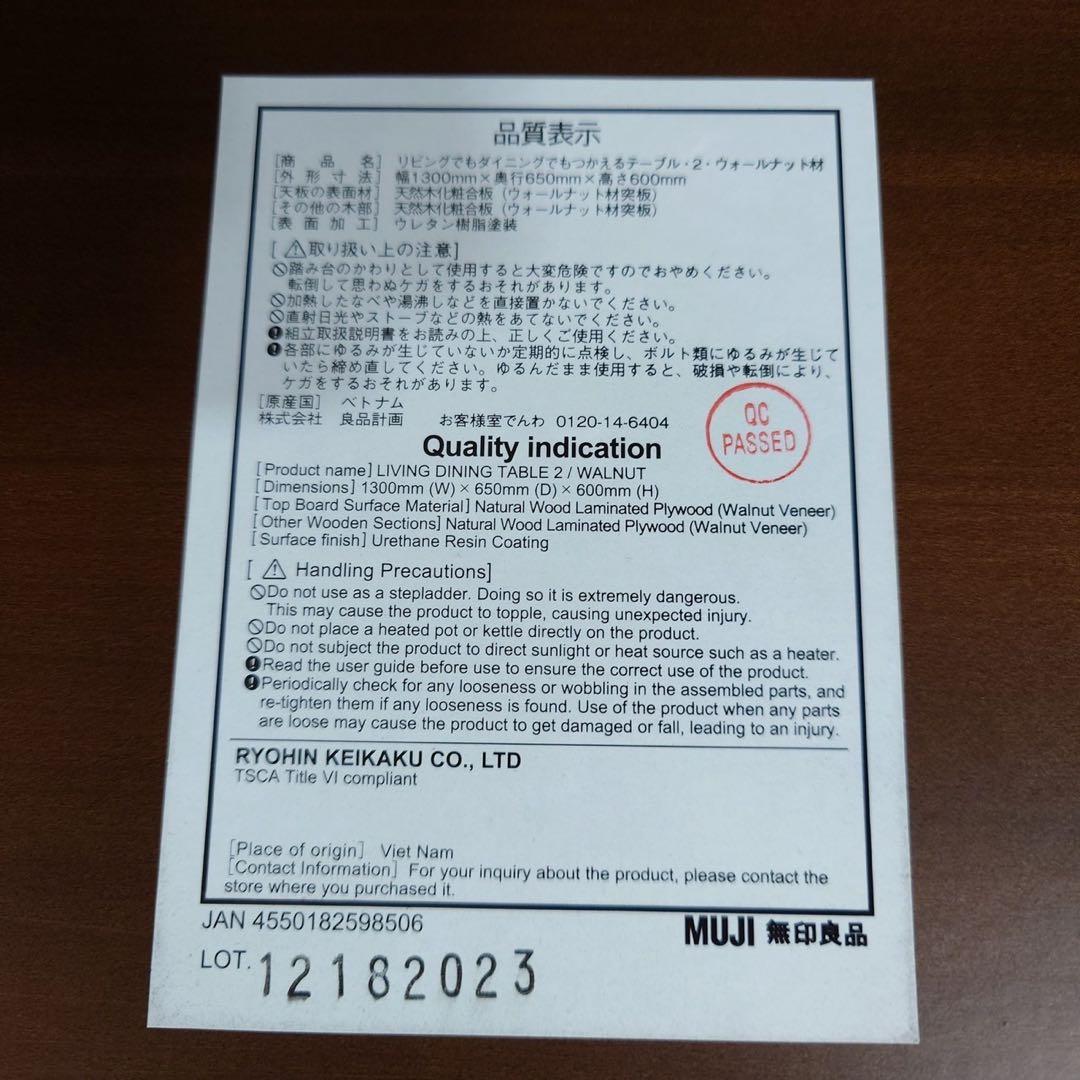 品質表示
[商品名] リビングでもダイニングでもつかえるテーブル・2・ウォールナット材
[外形寸法] 幅1300mm×奥行650mm×高さ600mm
[天板の表面材] 天然木化粧合板（ウォールナット材突板）
[その他の木部] 天然木化粧合板（ウォールナット材突板）
[表面加工] ウレタン樹脂塗装
[⚠取り扱い上の注意]
🚫踏み台のかわりとして使用すると大変危険ですのでおやめください。
転倒して思わぬケガをするおそれがあります。
🚫加熱したなべや湯沸しなどを直接置かないでください。
🚫直射日光やストーブなどの熱をあてないでください。
❗組立取扱説明書をお読みの上、正しくご使用ください。
❗各部にゆるみが生じていないか定期的に点検し、ボルト類にゆるみが生じて
いたら締め直してください。ゆるんだまま使用すると、破損や転倒により、
ケガをするおそれがあります。
[原産国] ベトナム
株式会社 良品計画 お客様室でんわ 0120-14-6404
QC
PASSED
Quality indication
[Product name] LIVING DINING TABLE 2 / WALNUT
[Dimensions] 1300mm (W) × 650mm (D) × 600mm (H)
[Top Board Surface Material] Natural Wood Laminated Plywood (Walnut Veneer)
[Other Wooden Sections] Natural Wood Laminated Plywood (Walnut Veneer)
[Surface finish] Urethane Resin Coating
[⚠ Handling Precautions]
🚫Do not use as a stepladder. Doing so it is extremely dangerous.
This may cause the product to topple, causing unexpected injury.
🚫Do not place a heated pot or kettle directly on the product.
🚫Do not subject the product to direct sunlight or heat source such as a heater.
❗Read the user guide before use to ensure the correct use of the product.
❗Periodically check for any looseness or wobbling in the assembled parts, and
re-tighten them if any looseness is found. Use of the product when any parts
are loose may cause the product to get damaged or fall, leading to an injury.
RYOHIN KEIKAKU CO., LTD
TSCA Title VI compliant
[Place of origin] Viet Nam
[Contact Information] For your inquiry about the product, please contact the
store where you purchased it.
JAN 4550182598506
MUJI 無印良品
LOT. 12182023